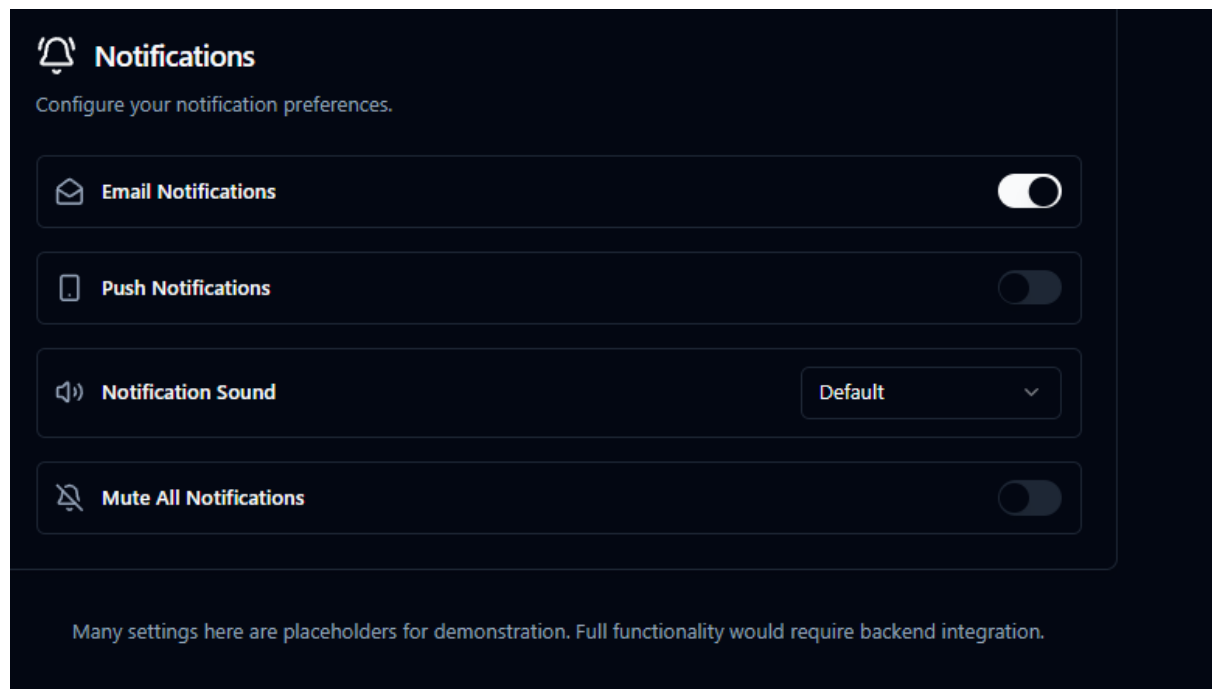 Notifications
Configure your notification preferences.
Email Notifications
Push Notifications
Notification Sound
Default
Mute All Notifications
Many settings here are placeholders for demonstration. Full functionality would require backend integration.